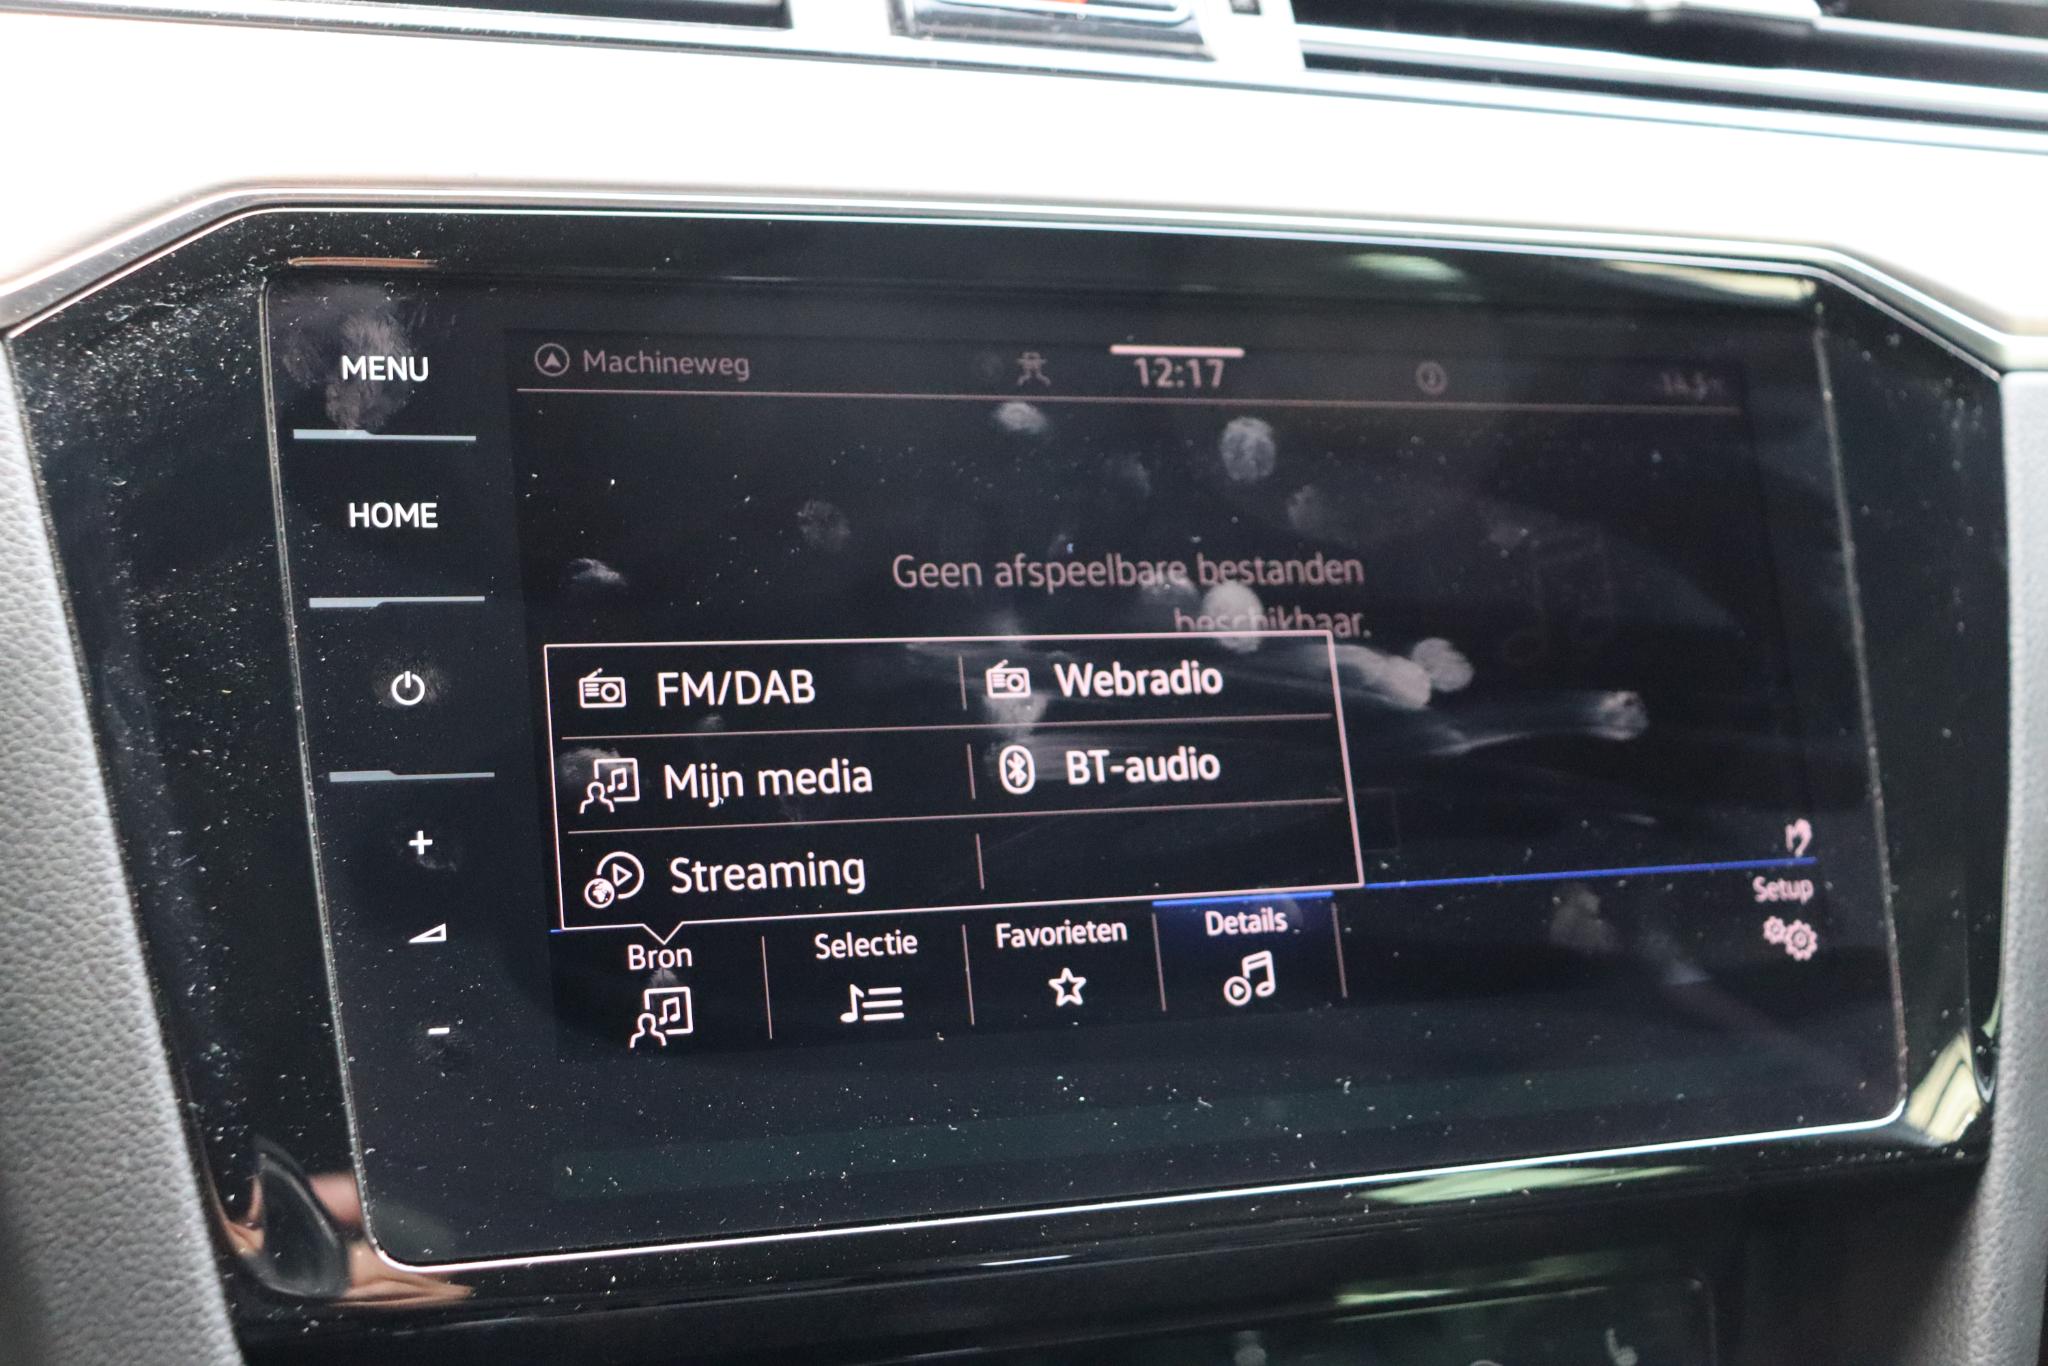 MENU
Machineweg
12:17
HOME
Geen afspeelbare bestanden
beschikbaar.
FM/DAB
Webradio
Mijn media
BT-audio
Streaming
+
-
Bron
Selectie
Favorieten
Details
Setup